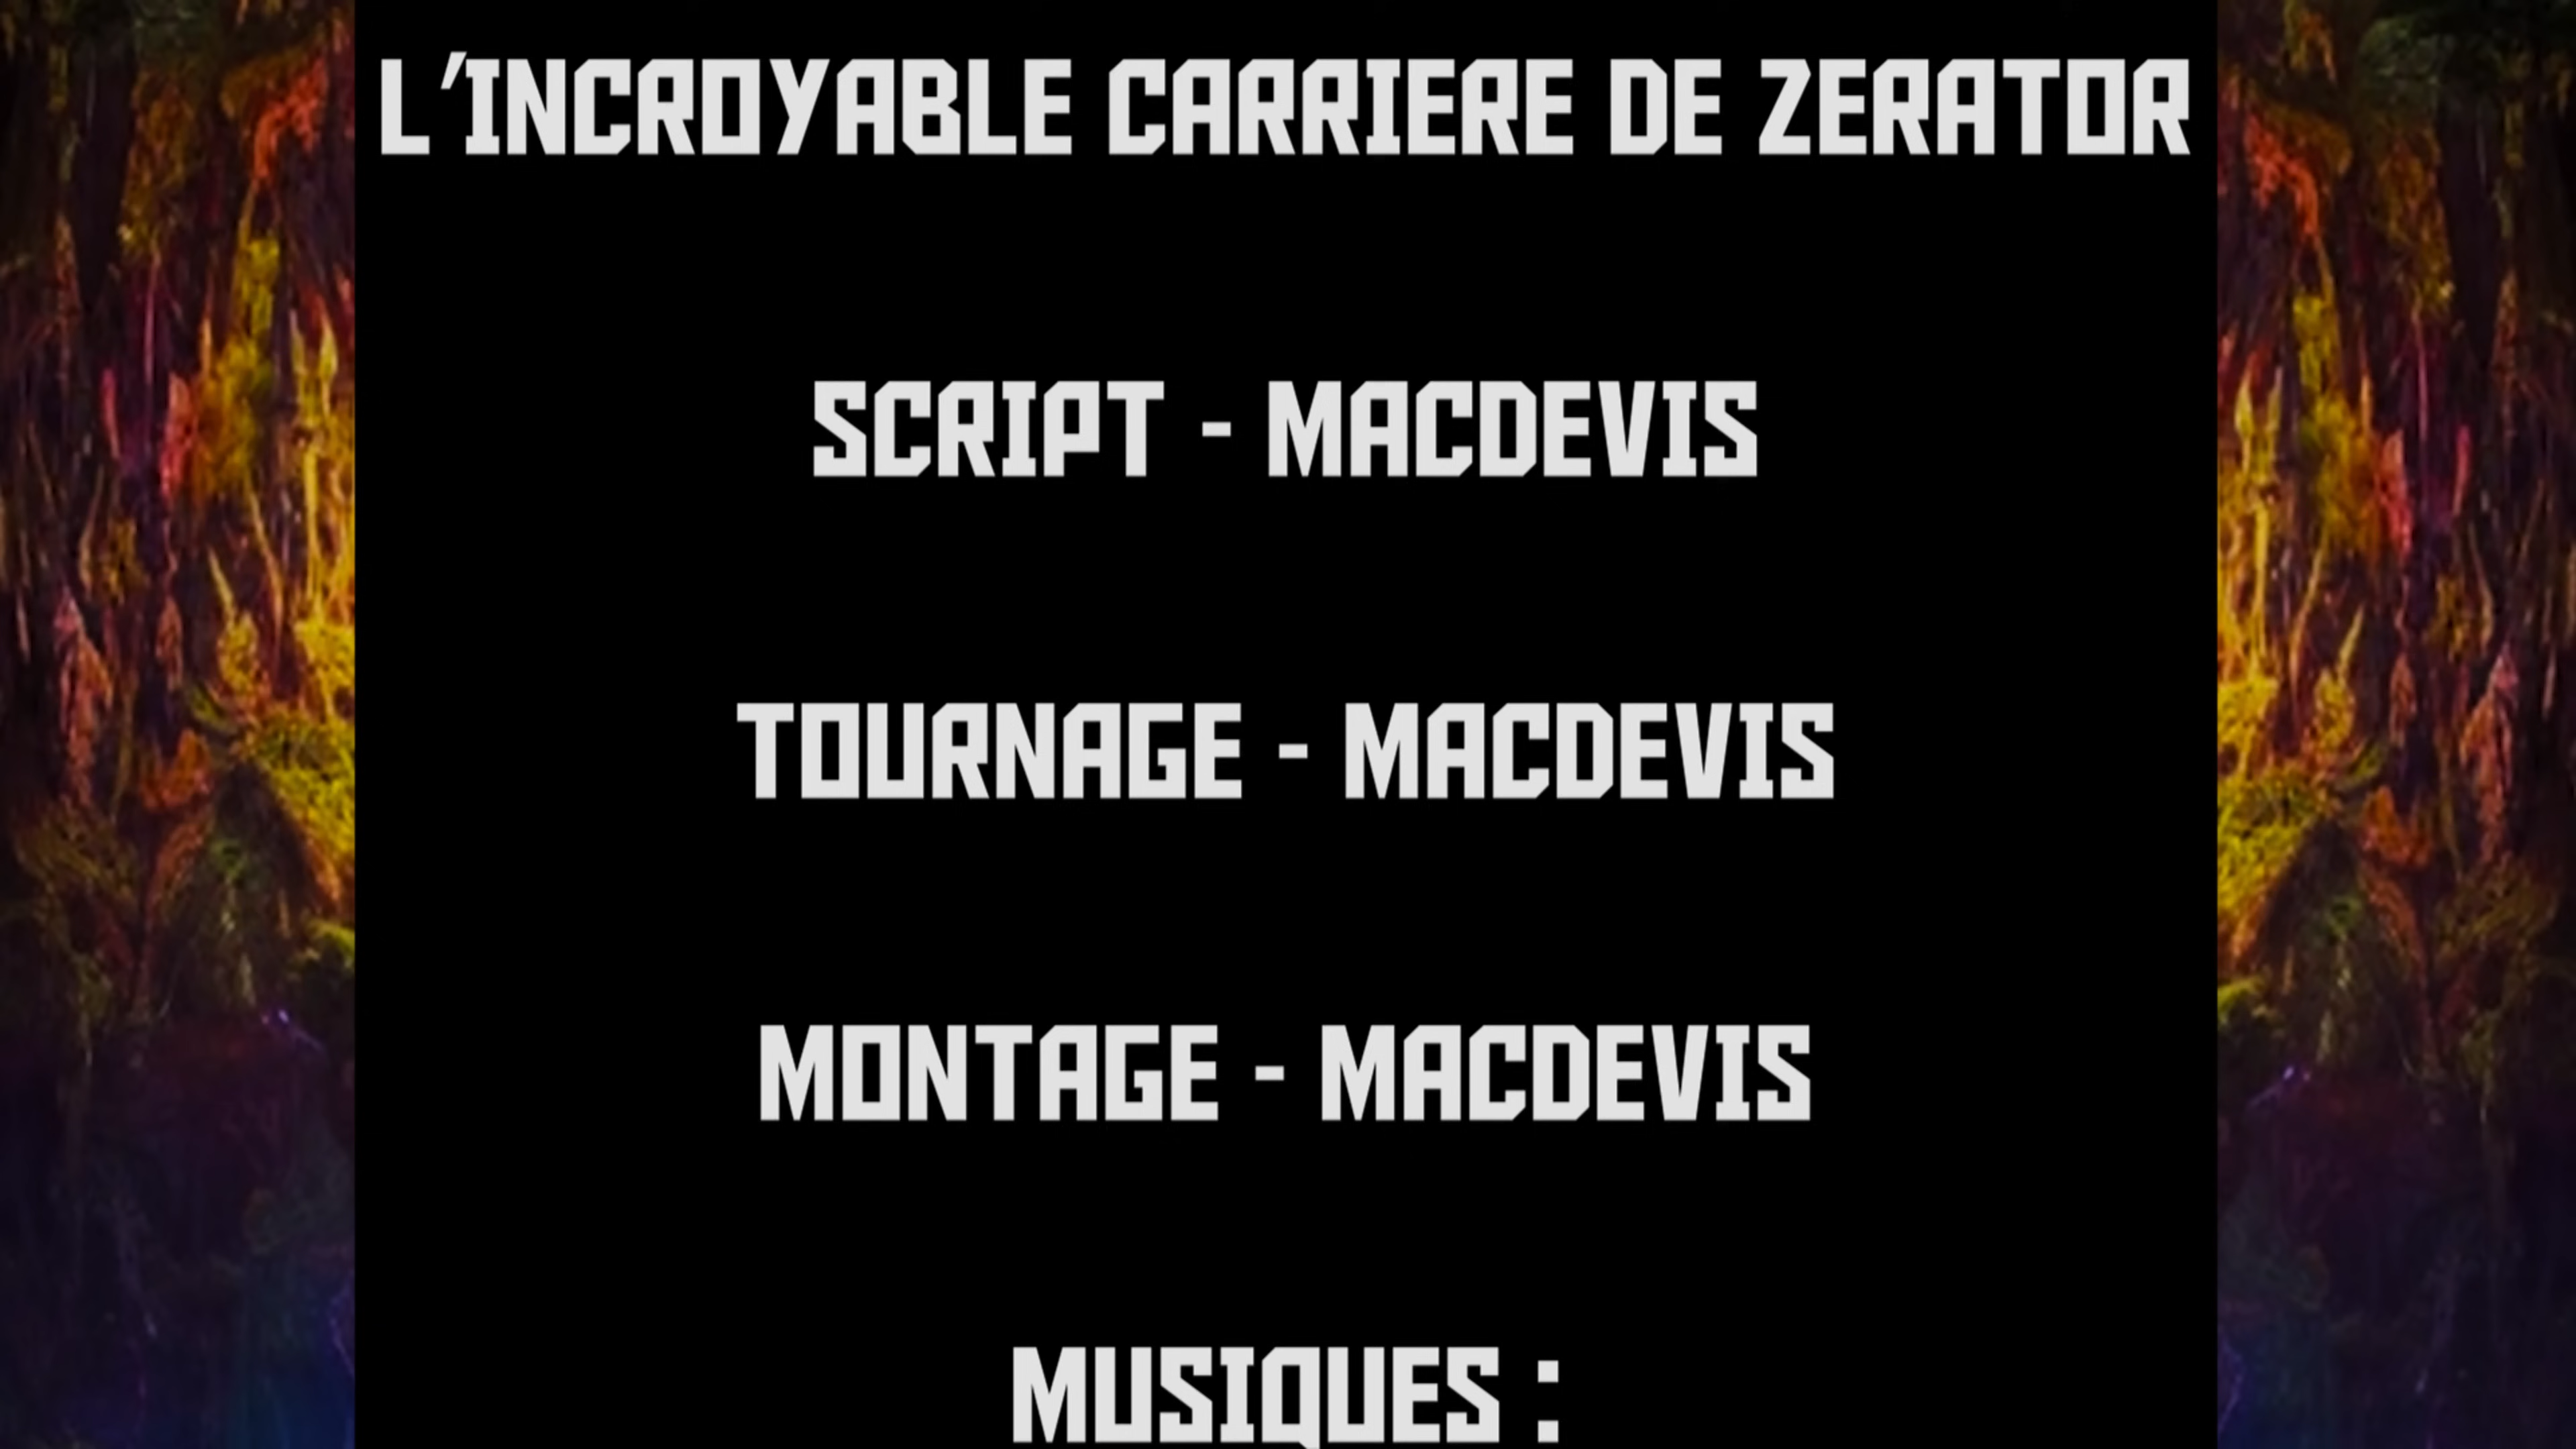 L'INCROYABLE CARRIERE DE ZERATOR
SCRIPT - MACDEVIS
TOURNAGE - MACDEVIS
MONTAGE - MACDEVIS
MUSIQUES :